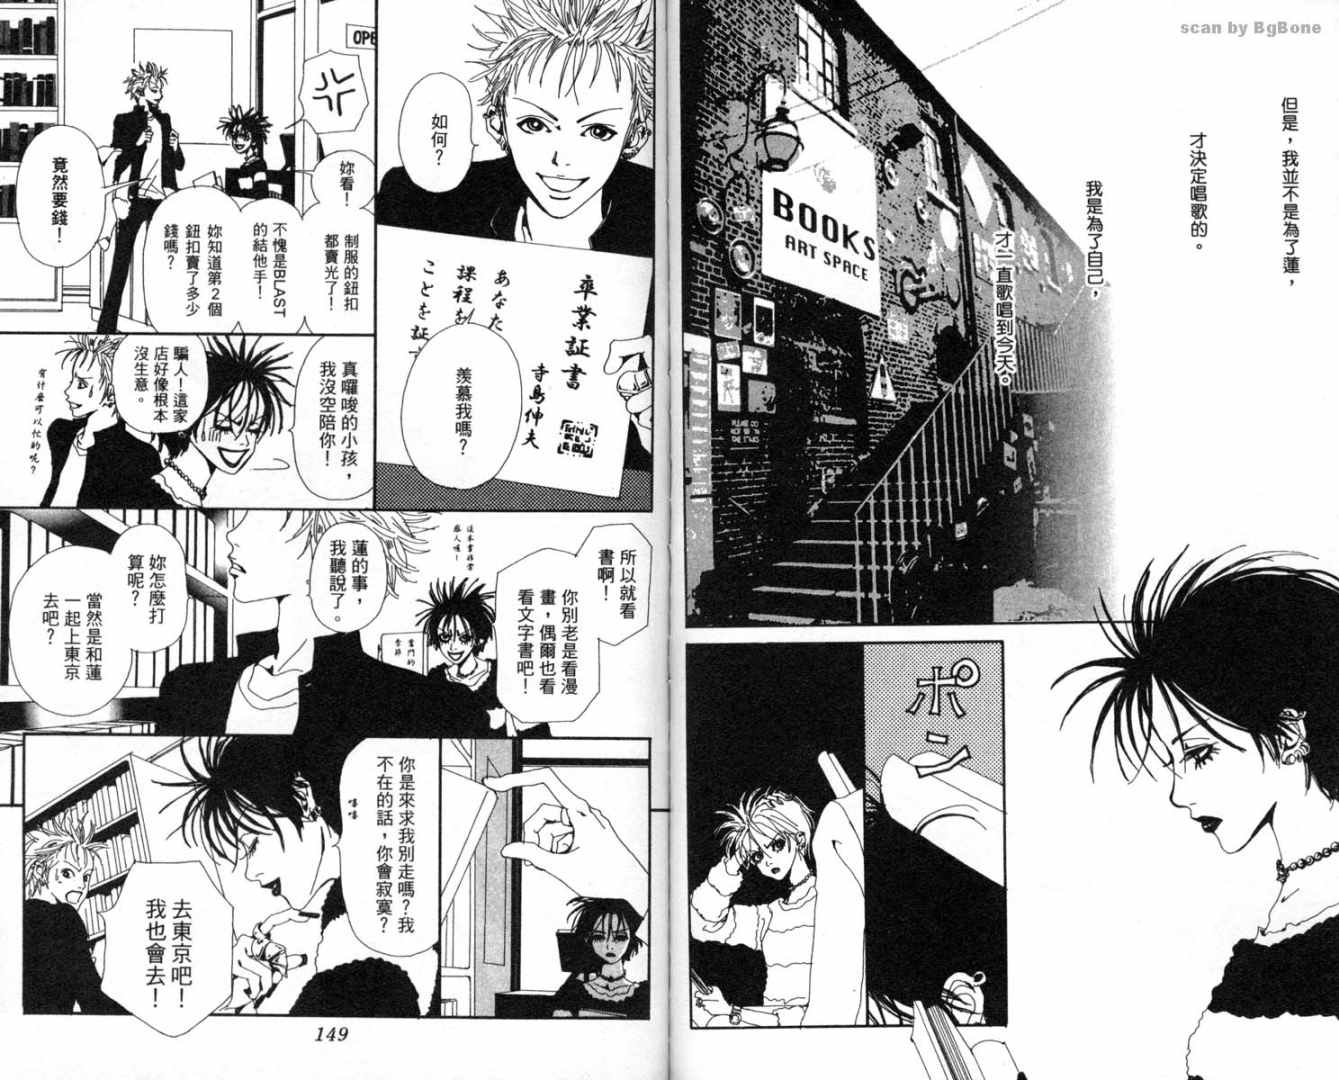 scan by BgBone
但是，我並不是為了蓮，
才決定唱歌的。
我是為了自己，
才一直歌唱到今天。
BOOKS
ART SPACE
ポン
如何？
卒業証書
寺島伸夫
あなた
課程を
ことを証
羨慕我嗎？
OPE
妳看！
制服的鈕扣
都賣光了！
不愧是BLAST
的結他手！
妳知道第2個
鈕扣賣了多少
錢嗎？
竟然要錢！
真囉唆的小孩，
我沒空陪你！
騙人！這家
店好像根本
沒生意。
有什麼可以忙的呢？
所以就看
書啊！
你別老是看漫
畫，偶爾也看
看文字書吧！
這本書非常
感人唷！
蓮的事，
我聽說了。
妳怎麼打
算呢？
當然是和蓮
一起上東京
去吧？
你是來求我別走嗎？我
不在的話，你會寂寞？
嘻嘻
去東京吧！
我也會去！
149